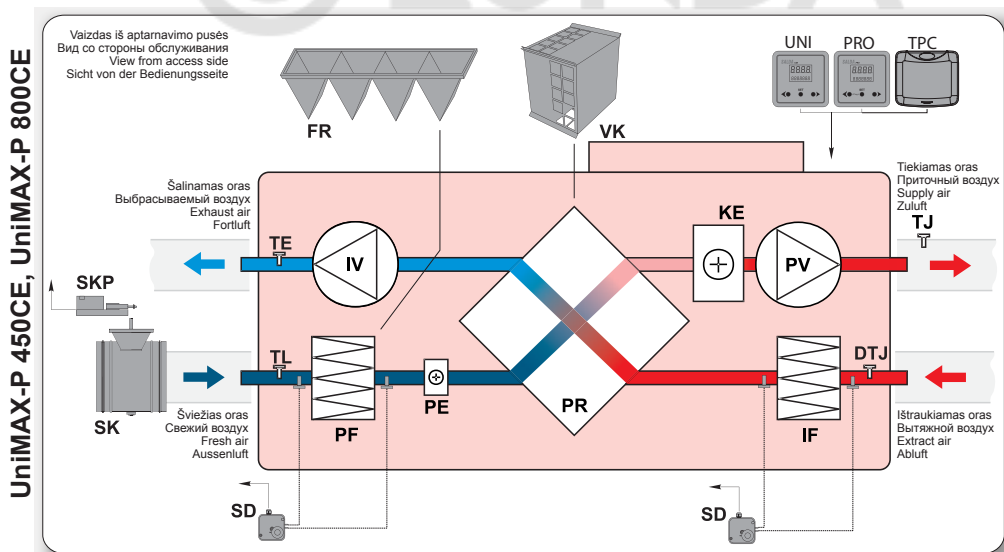 UniMAX-P 450CE, UniMAX-P 800CE
Vaizdas iš aptarnavimo pusės
Вид со стороны обслуживания
View from access side
Sicht von der Bedienungsseite
FR
VK
UNI
PRO
TPC
Šalinamas oras
Выбрасываемый воздух
Exhaust air
Fortluft
Tiekiamas oras
Приточный воздух
Supply air
Zuluft
TJ
TE
IV
KE
PV
SKP
TL
PE
PR
DTJ
SK
Šviežias oras
Свежий воздух
Fresh air
Aussenluft
PF
IF
Ištraukiamas oras
Вытяжной воздух
Extract air
Abluft
SD
SD